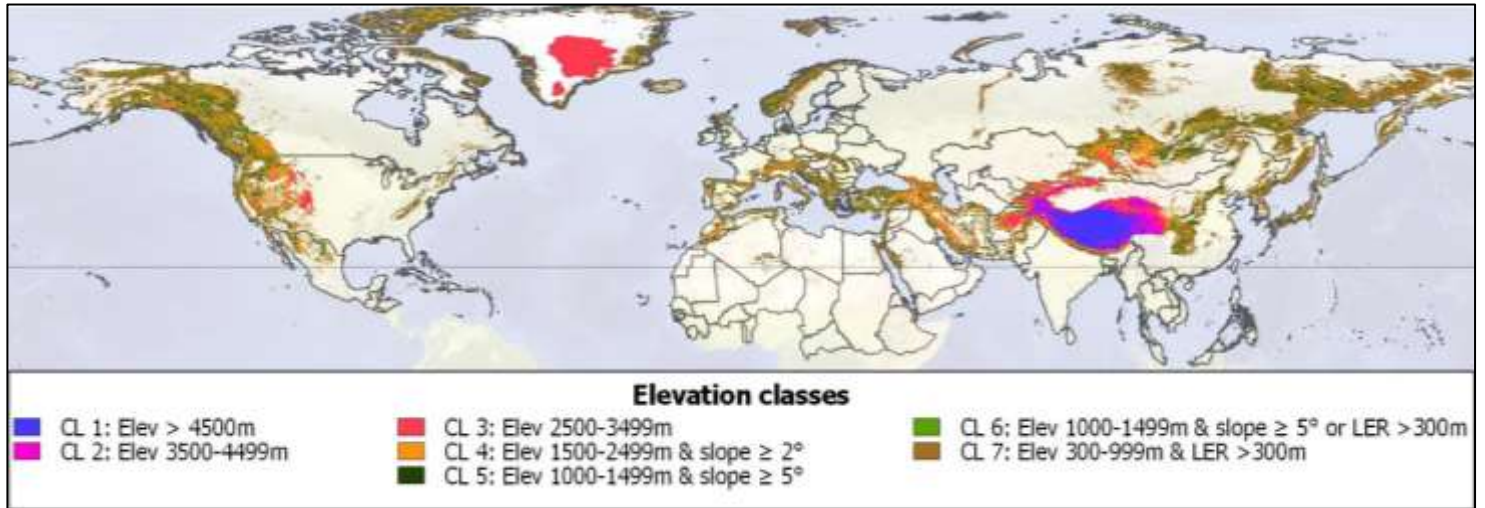 Elevation classes
CL 1: Elev > 4500m
CL 2: Elev 3500-4499m
CL 3: Elev 2500-3499m
CL 4: Elev 1500-2499m & slope ≥ 2°
CL 5: Elev 1000-1499m & slope ≥ 5°
CL 6: Elev 1000-1499m & slope ≥ 5° or LER >300m
CL 7: Elev 300-999m & LER >300m